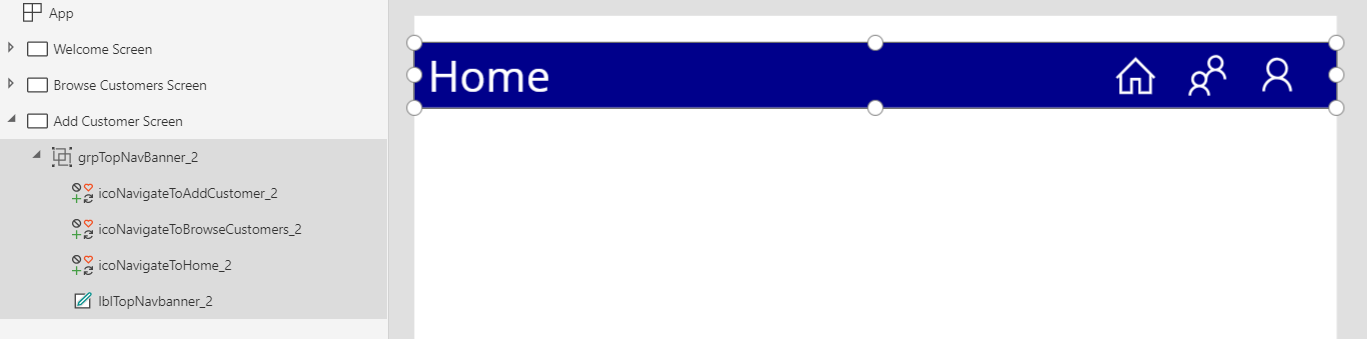 App
Welcome Screen
Browse Customers Screen
Add Customer Screen
grpTopNavBanner_2
icoNavigateToAddCustomer_2
icoNavigateToBrowseCustomers_2
icoNavigateToHome_2
lblTopNavbanner_2
Home